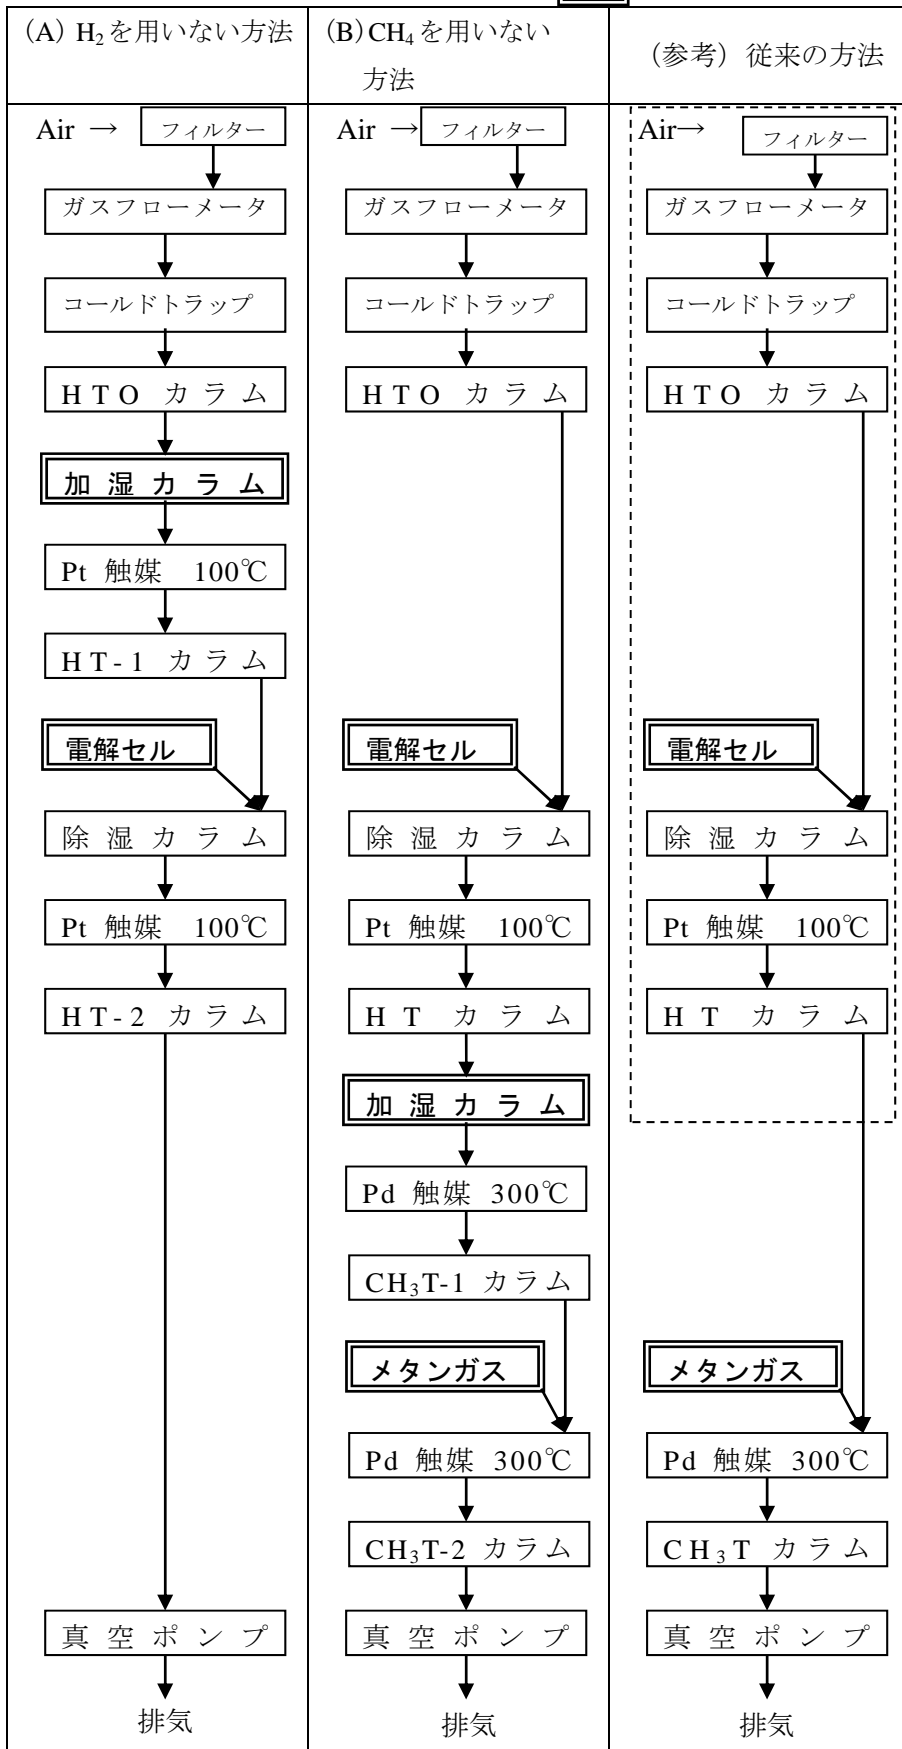 (A) H₂を用いない方法
(B)CH₄を用いない
方法
(参考) 従来の方法
Air → フィルター
ガスフローメータ
コールドトラップ
HTO カラム
加湿カラム
Pt 触媒 100℃
HT-1 カラム
電解セル
除湿カラム
Pt 触媒 100℃
HT-2 カラム
真空ポンプ
排気
Air → フィルター
ガスフローメータ
コールドトラップ
HTO カラム
電解セル
除湿カラム
Pt 触媒 100℃
HT カラム
加湿カラム
Pd 触媒 300℃
CH₃T-1 カラム
メタンガス
Pd 触媒 300℃
CH₃T-2 カラム
真空ポンプ
排気
Air→ フィルター
ガスフローメータ
コールドトラップ
HTO カラム
電解セル
除湿カラム
Pt 触媒 100℃
HT カラム
メタンガス
Pd 触媒 300℃
CH₃T カラム
真空ポンプ
排気